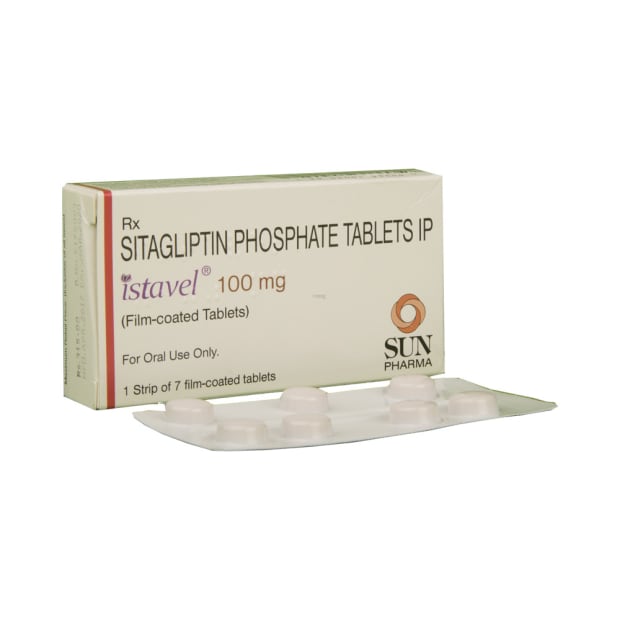 Rx
SITAGLIPTIN PHOSPHATE TABLETS IP
istavel® 100 mg
(Film-coated Tablets)
For Oral Use Only.
1 Strip of 7 film-coated tablets
SUN
PHARMA